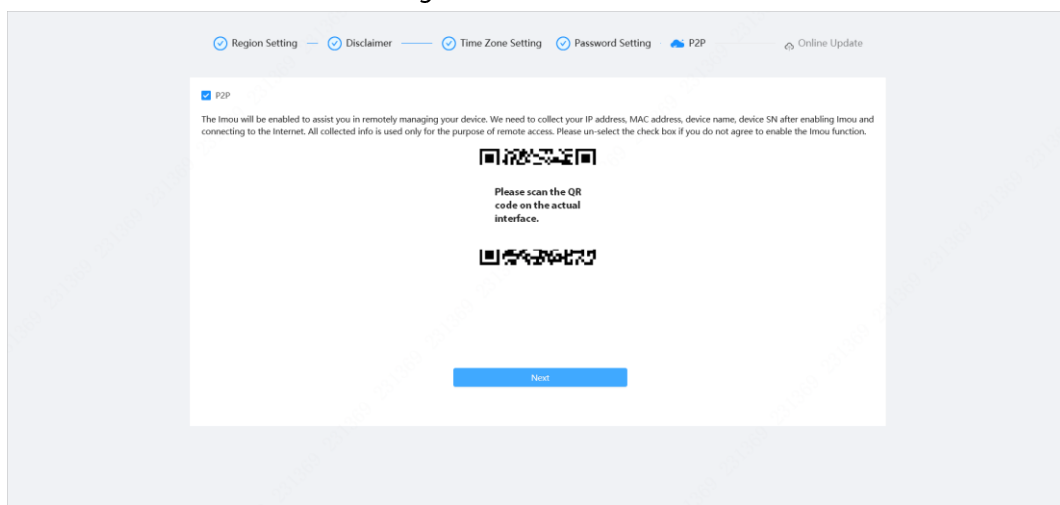 Region Setting
Disclaimer
Time Zone Setting
Password Setting
P2P
Online Update
P2P
The Imou will be enabled to assist you in remotely managing your device. We need to collect your IP address, MAC address, device name, device SN after enabling Imou and
connecting to the Internet. All collected info is used only for the purpose of remote access. Please un-select the check box if you do not agree to enable the Imou function.
Please scan the QR
code on the actual
interface.
Next